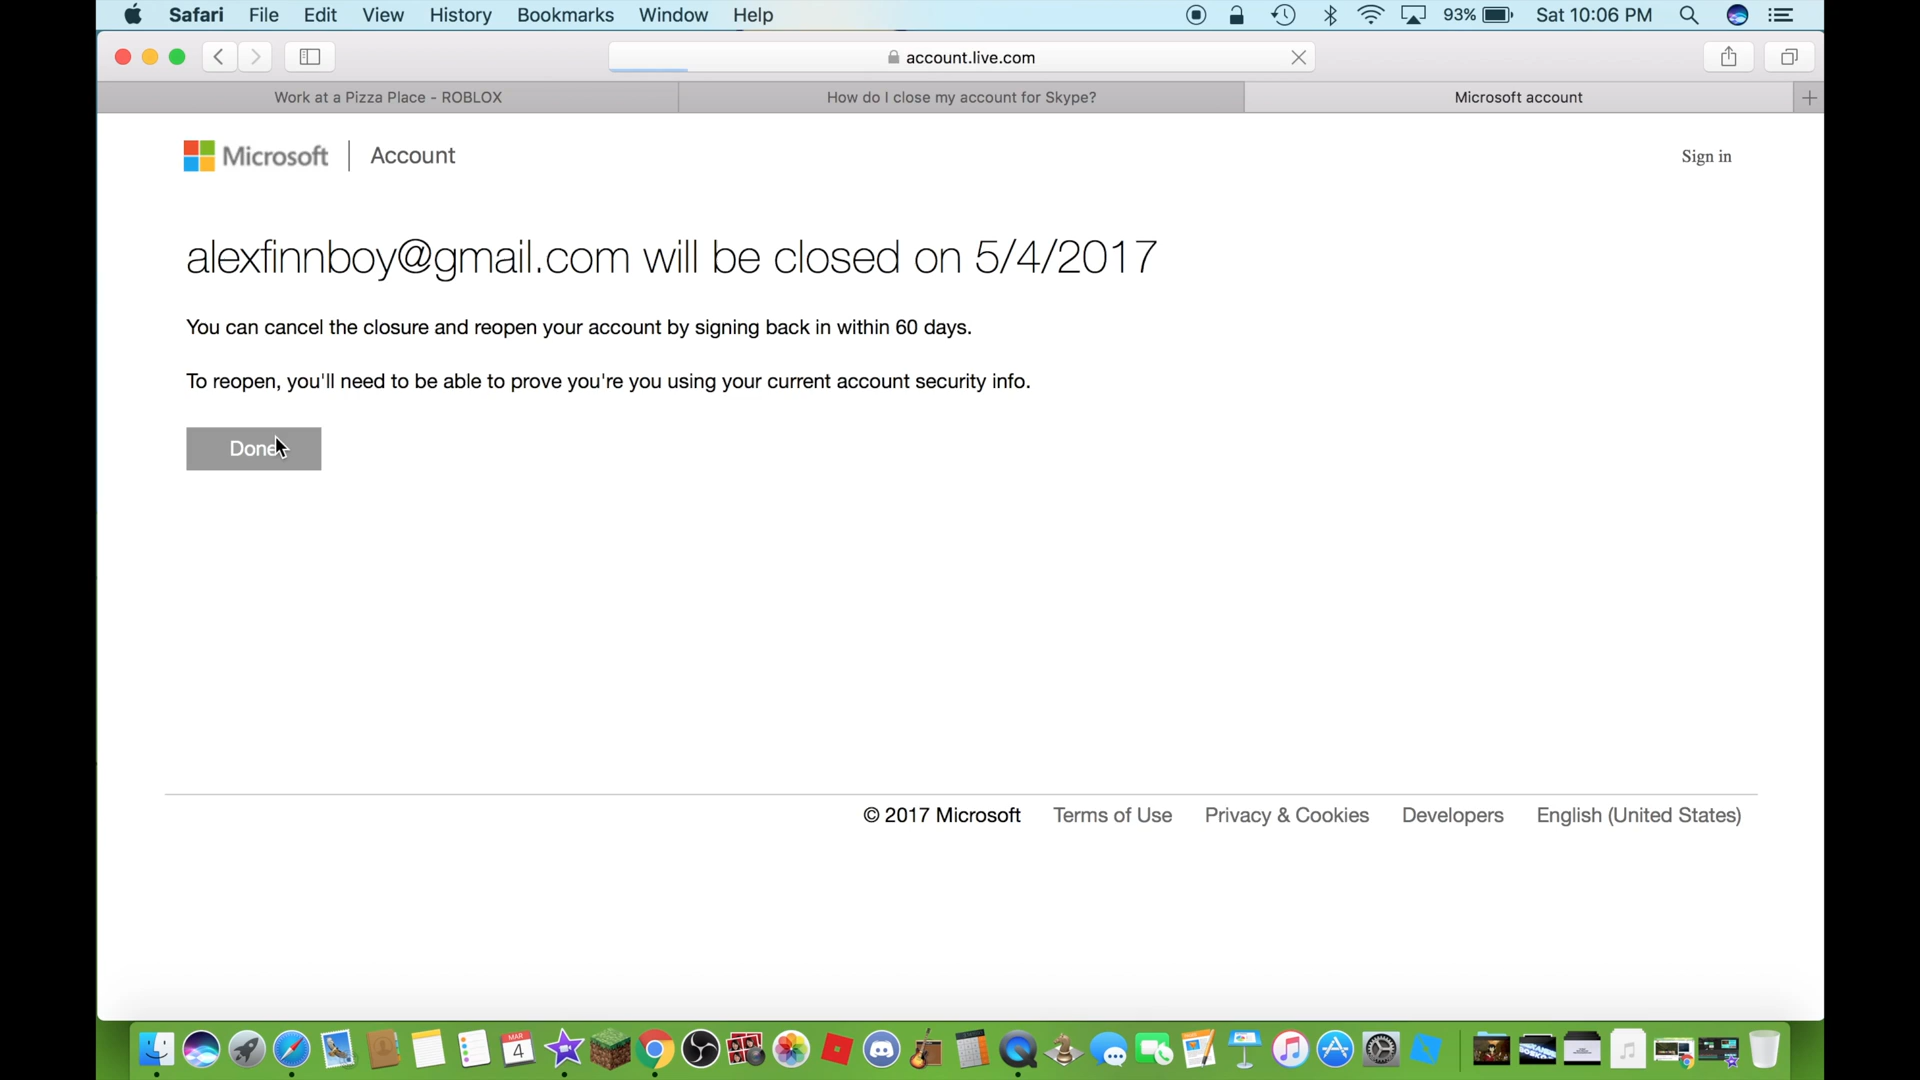 Safari File Edit View History Bookmarks Window Help 93% Sat 10:06 PM
account.live.com
Work at a Pizza Place - ROBLOX
How do I close my account for Skype?
Microsoft account
Microsoft Account
Sign in
alexfinnboy@gmail.com will be closed on 5/4/2017
You can cancel the closure and reopen your account by signing back in within 60 days.
To reopen, you'll need to be able to prove you're you using your current account security info.
Done
© 2017 Microsoft Terms of Use Privacy & Cookies Developers English (United States)
MAR
4